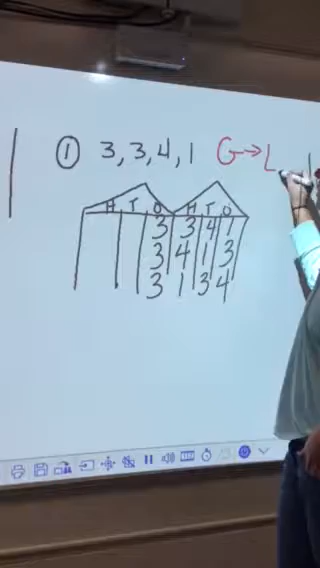 ① 3, 3, 4, 1 G→L
H T O H T O
3 3 4 1
3 4 1 3
3 1 3 4